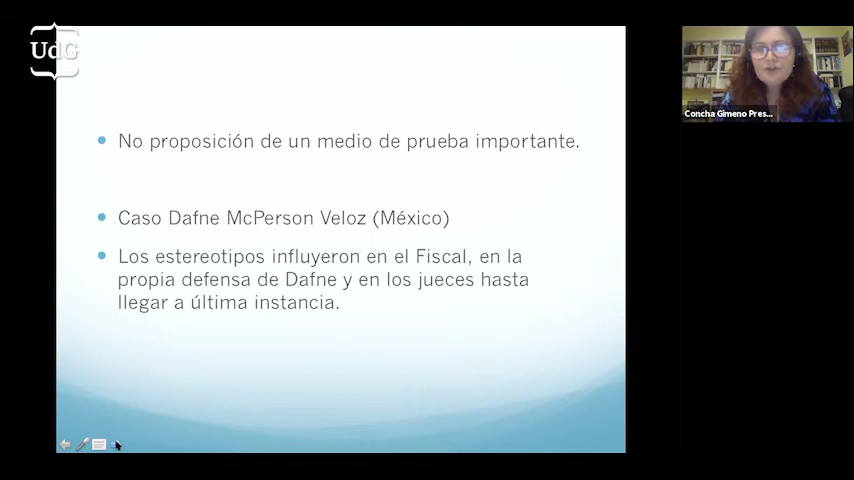 UdG
No proposición de un medio de prueba importante.
Concha Gimeno Pres...
Caso Dafne McPerson Veloz (México)
Los estereotipos influyeron en el Fiscal, en la
propia defensa de Dafne y en los jueces hasta
llegar a última instancia.